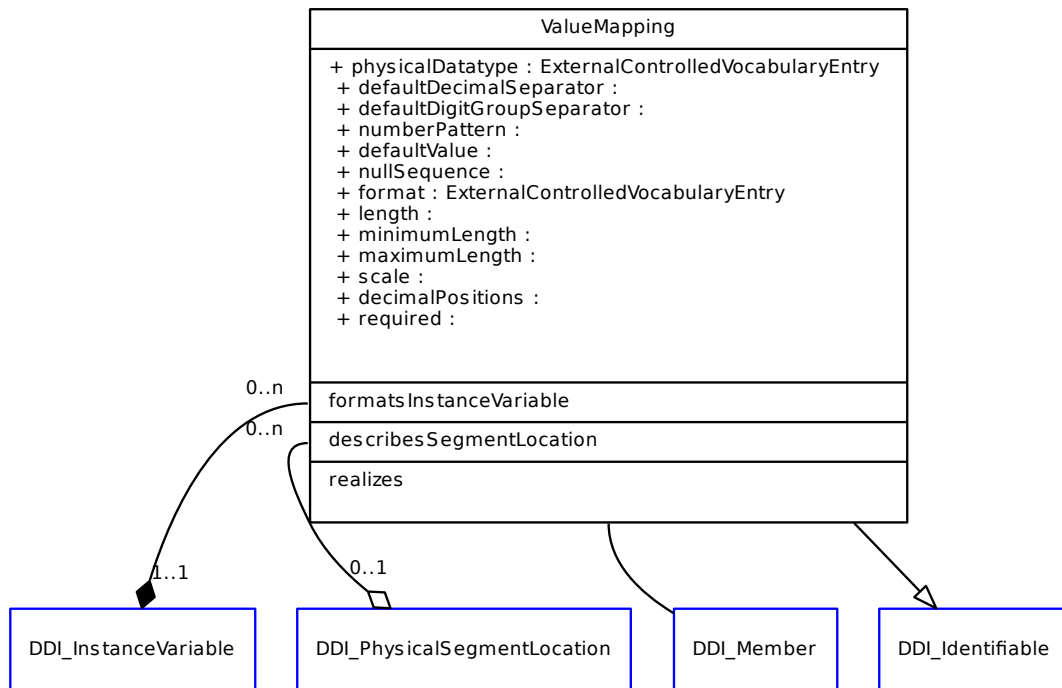 ValueMapping
+ physicalDatatype : ExternalControlledVocabularyEntry
+ defaultDecimalSeparator :
+ defaultDigitGroupSeparator :
+ numberPattern :
+ defaultValue :
+ nullSequence :
+ format : ExternalControlledVocabularyEntry
+ length :
+ minimumLength :
+ maximumLength :
+ scale :
+ decimalPositions :
+ required :
0..n
formatsInstanceVariable
0..n
describesSegmentLocation
realizes
1..1
0..1
DDI_InstanceVariable
DDI_PhysicalSegmentLocation
DDI_Member
DDI_Identifiable